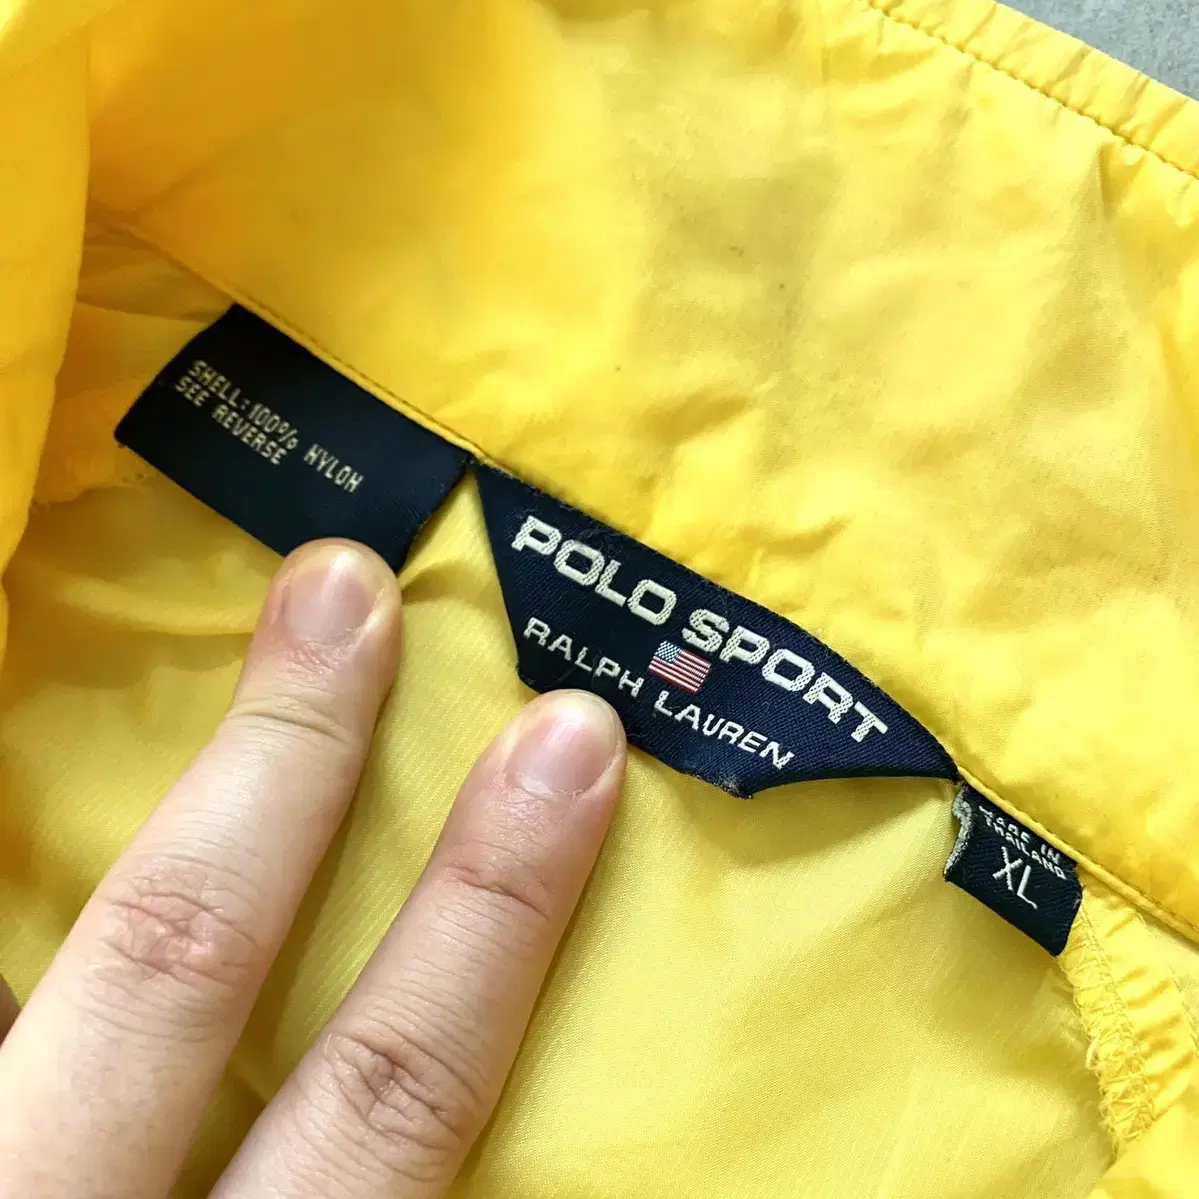 SHELL:100% NYLON
SEE REVERSE
POLO SPORT
RALPH LAUREN
MADE IN
THAILAND
XL